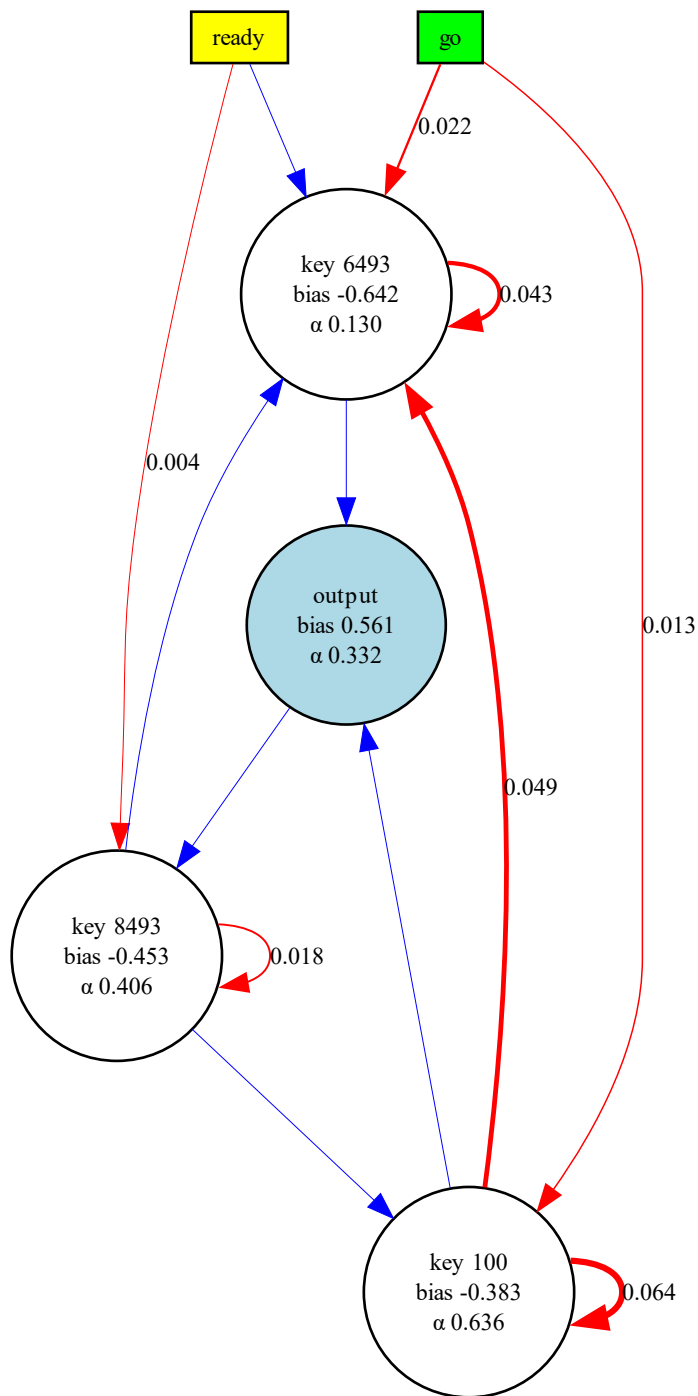 ready
go
0.022
key 6493
bias -0.642
α 0.130
0.043
0.004
output
bias 0.561
α 0.332
0.013
0.049
key 8493
bias -0.453
α 0.406
0.018
key 100
bias -0.383
α 0.636
0.064